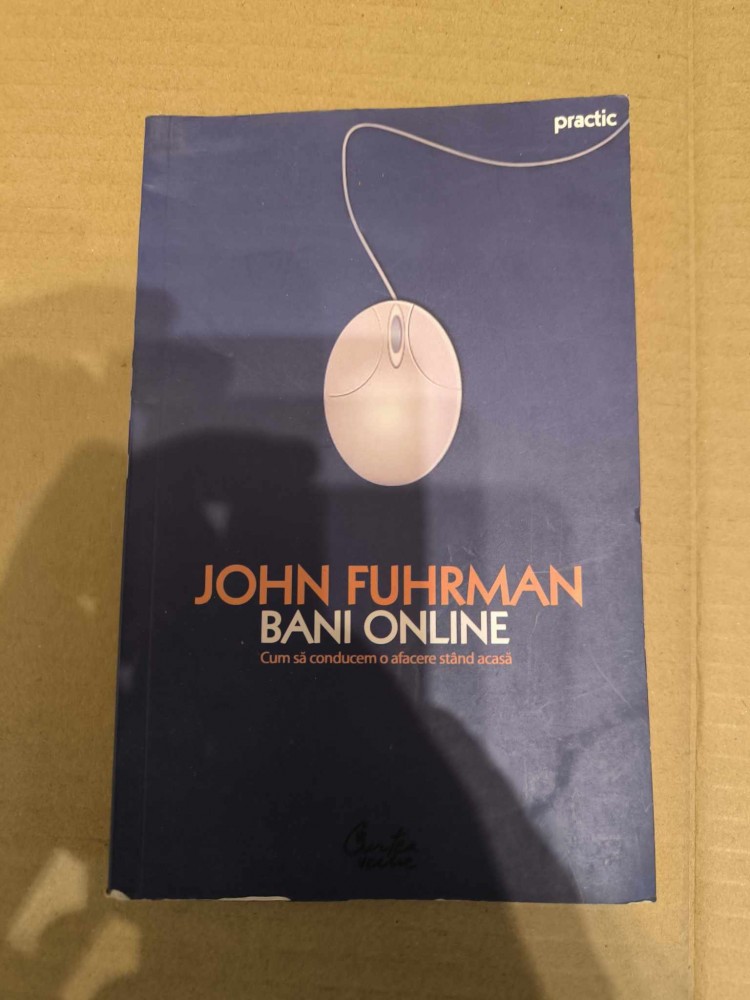 practic
JOHN FUHRMAN
BANI ONLINE
Cum să conducem o afacere stând acasă